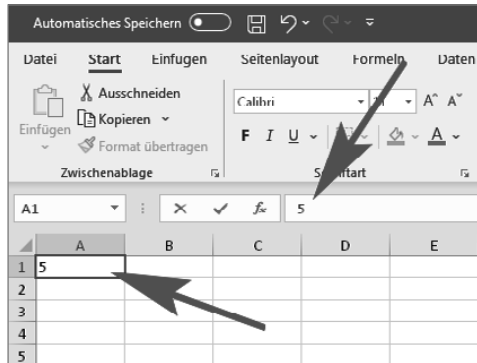 Automatisches Speichern
Datei Start Einfügen Seitenlayout Formeln Daten
Einfügen
Ausschneiden
Kopieren
Format übertragen
Zwischenablage
Calibri
A^ A˅
F I U A
A1 fx 5
A B C D E
1 5
2
3
4
5